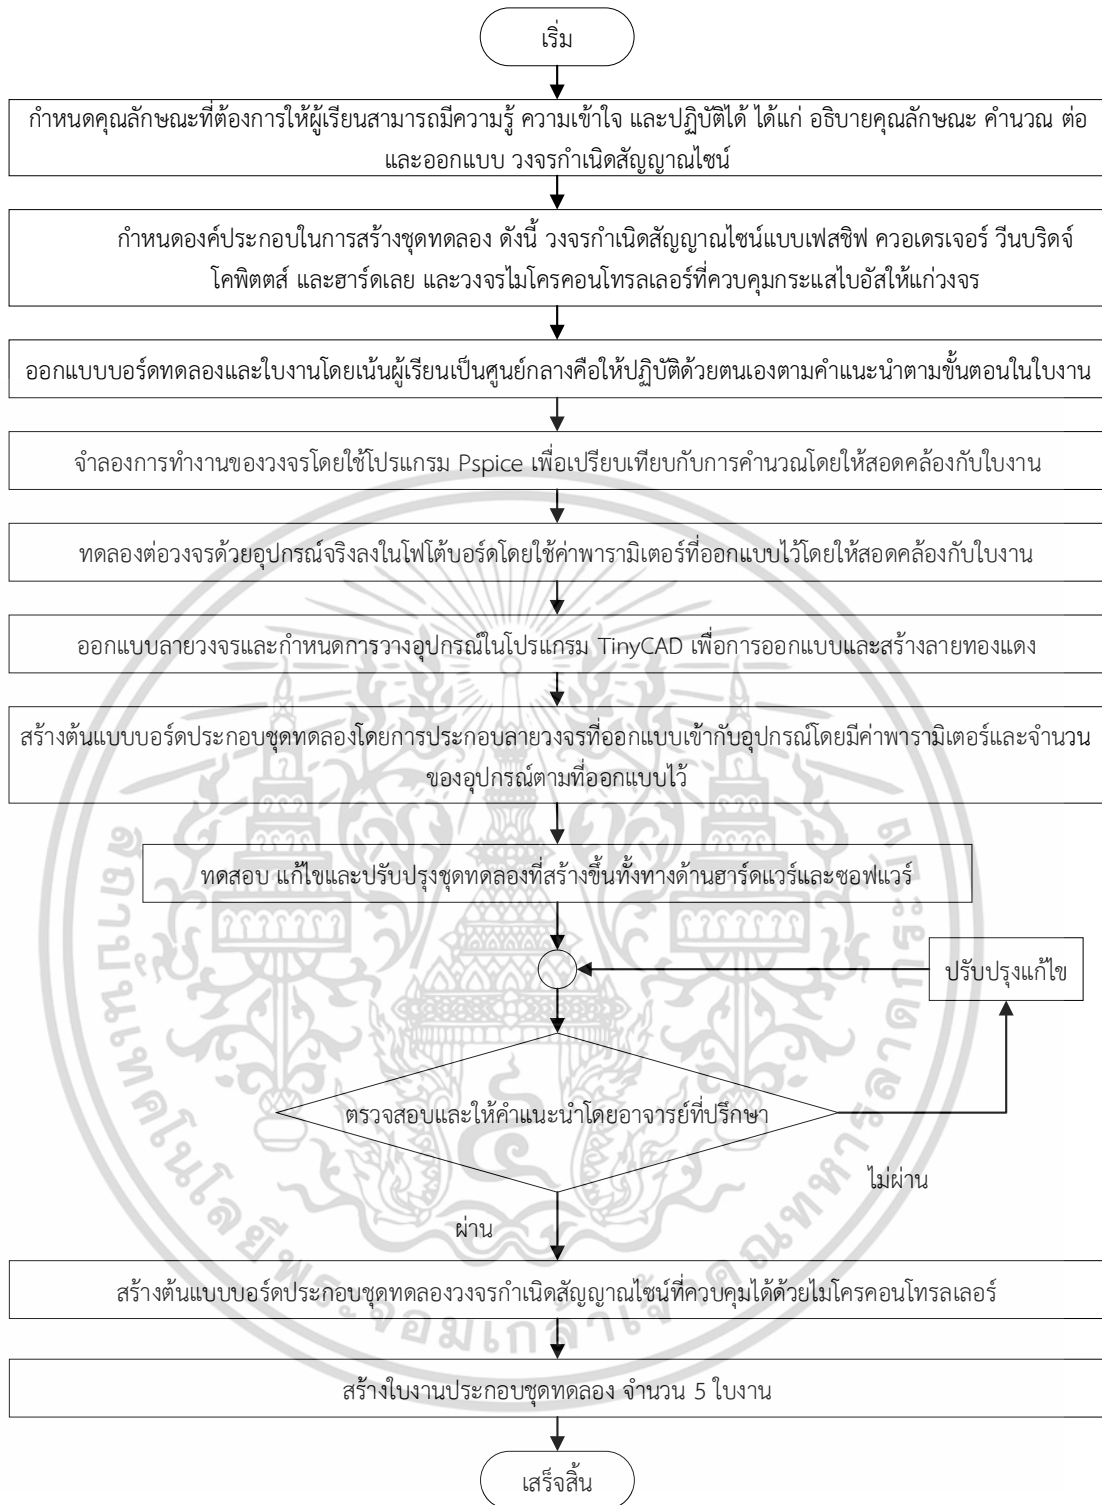 เริ่ม
กำหนดคุณลักษณะที่ต้องการให้ผู้เรียนสามารถมีความรู้ ความเข้าใจ และปฏิบัติได้ ได้แก่ อธิบายคุณลักษณะ คำนวณ ต่อ
และออกแบบ วงจรกำเนิดสัญญาณไซน์
กำหนดองค์ประกอบในการสร้างชุดทดลอง ดังนี้ วงจรกำเนิดสัญญาณไซน์แบบเฟสชิฟ ควอเดรเจอร์ วีนบริดจ์
โคพิตตส์ และฮาร์ดเลย และวงจรไมโครคอนโทรลเลอร์ที่ควบคุมกระแสไบอัสให้แก่วงจร
ออกแบบบอร์ดทดลองและใบงานโดยเน้นผู้เรียนเป็นศูนย์กลางคือให้ปฏิบัติด้วยตนเองตามคำแนะนำตามขั้นตอนในใบงาน
จำลองการทำงานของวงจรโดยใช้โปรแกรม Pspice เพื่อเปรียบเทียบกับการคำนวณโดยให้สอดคล้องกับใบงาน
ทดลองต่อวงจรด้วยอุปกรณ์จริงลงในโฟโต้บอร์ดโดยใช้ค่าพารามิเตอร์ที่ออกแบบไว้โดยให้สอดคล้องกับใบงาน
ออกแบบลายวงจรและกำหนดการวางอุปกรณ์ในโปรแกรม TinyCAD เพื่อการออกแบบและสร้างลายทองแดง
สร้างต้นแบบบอร์ดประกอบชุดทดลองโดยการประกอบลายวงจรที่ออกแบบเข้ากับอุปกรณ์โดยมีค่าพารามิเตอร์และจำนวน
ของอุปกรณ์ตามที่ออกแบบไว้
ทดสอบ แก้ไขและปรับปรุงชุดทดลองที่สร้างขึ้นทั้งทางด้านฮาร์ดแวร์และซอฟแวร์
ปรับปรุงแก้ไข
ตรวจสอบและให้คำแนะนำโดยอาจารย์ที่ปรึกษา
ไม่ผ่าน
ผ่าน
สร้างต้นแบบบอร์ดประกอบชุดทดลองวงจรกำเนิดสัญญาณไซน์ที่ควบคุมได้ด้วยไมโครคอนโทรลเลอร์
สร้างใบงานประกอบชุดทดลอง จำนวน 5 ใบงาน
เสร็จสิ้น
สถาบันเทคโนโลยีพระจอมเกล้าเจ้าคุณทหารลาดกระบัง